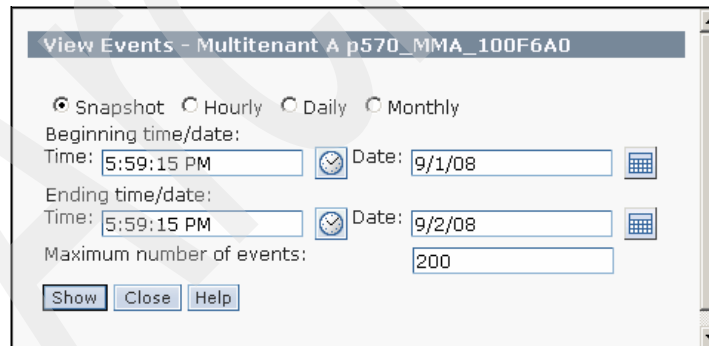 View Events - Multitenant A p570_MMA_100F6A0
Snapshot Hourly Daily Monthly
Beginning time/date:
Time: 5:59:15 PM Date: 9/1/08
Ending time/date:
Time: 5:59:15 PM Date: 9/2/08
Maximum number of events: 200
Show Close Help